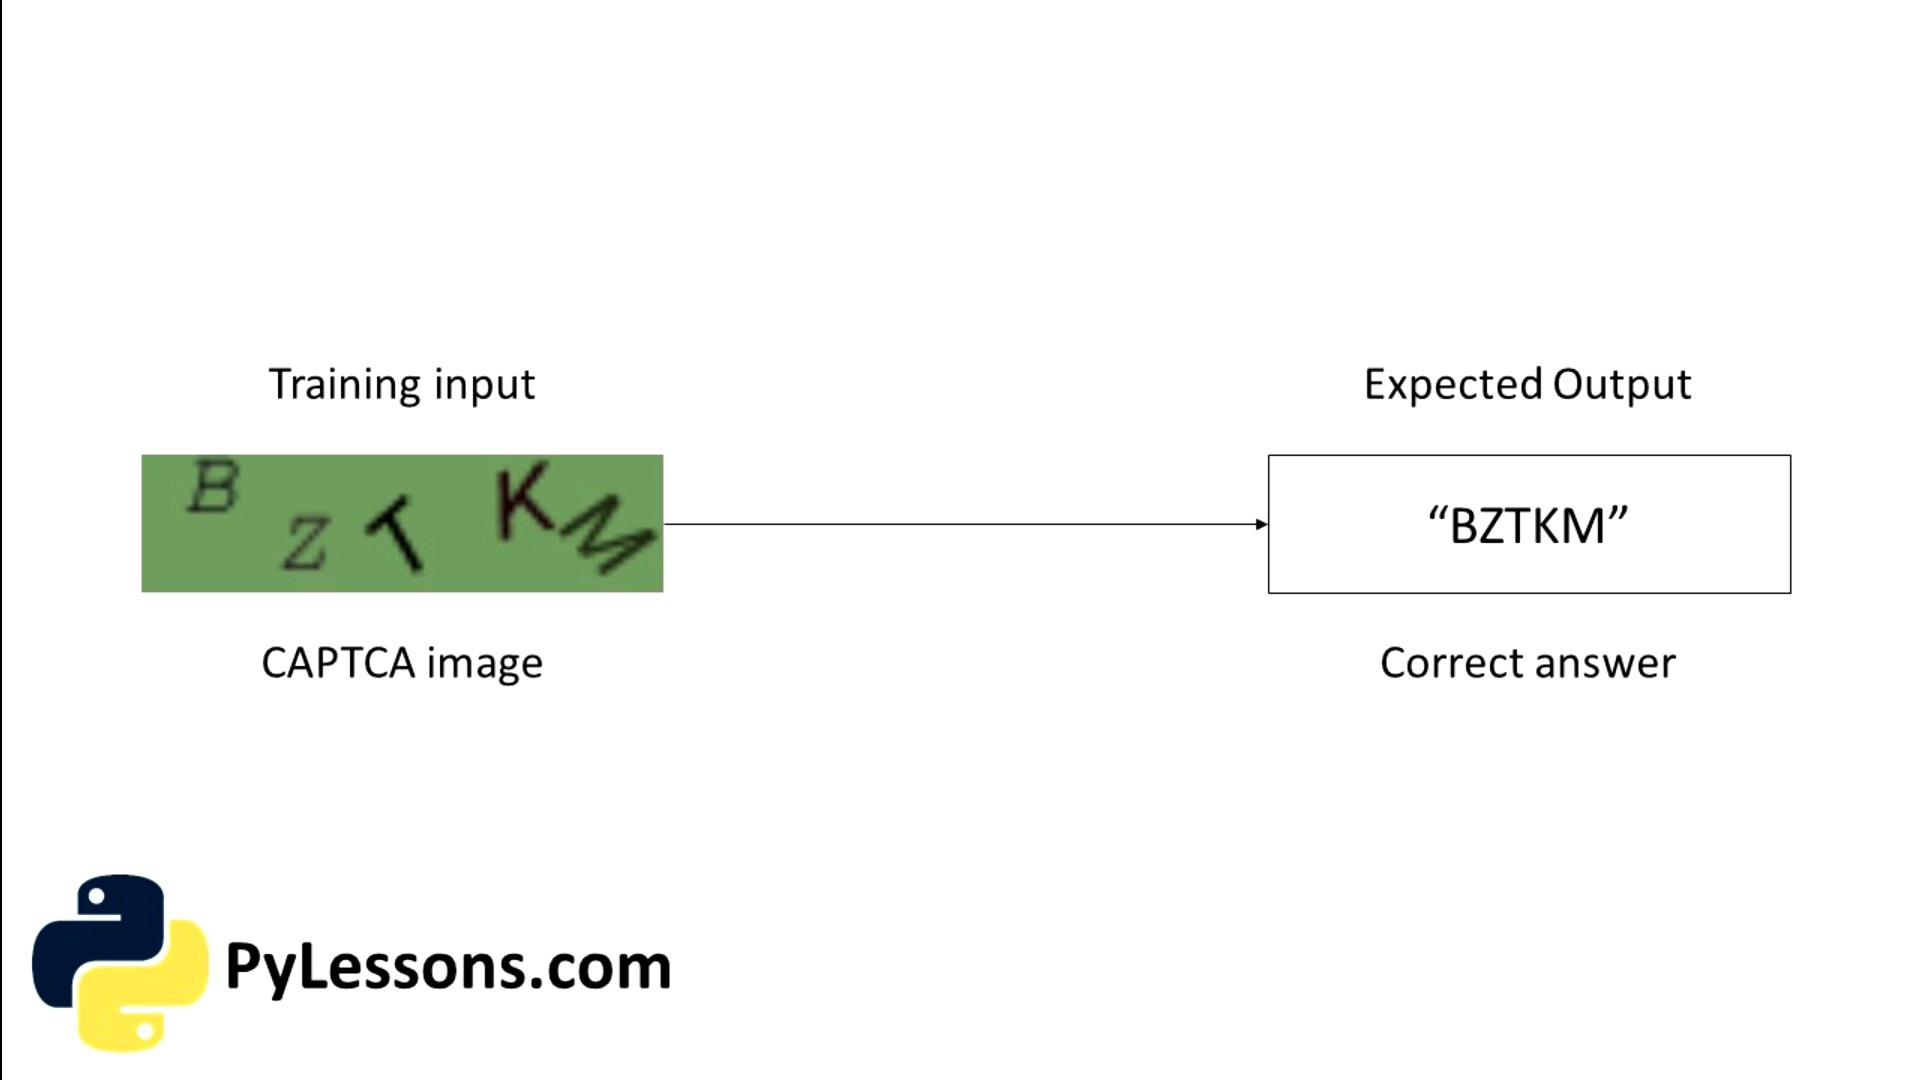 Training input
Expected Output
B Z T K M
“BZTKM”
CAPTCA image
Correct answer
PyLessons.com